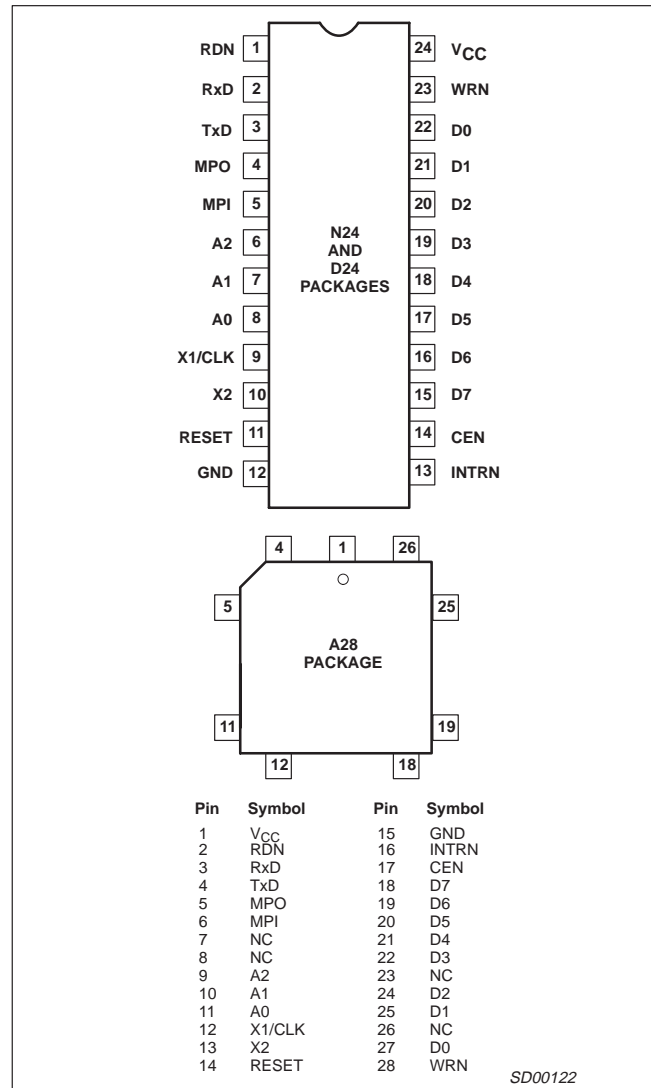 RDN 1 24 VCC
RxD 2 23 WRN
TxD 3 22 D0
MPO 4 21 D1
MPI 5 20 D2
A2 6 19 D3
A1 7 18 D4
A0 8 17 D5
X1/CLK 9 16 D6
X2 10 15 D7
RESET 11 14 CEN
GND 12 13 INTRN
N24
AND
D24
PACKAGES
4 1 26
5 25
A28
PACKAGE
11 19
12 18
Pin Symbol Pin Symbol
1 VCC 15 GND
2 RDN 16 INTRN
3 RxD 17 CEN
4 TxD 18 D7
5 MPO 19 D6
6 MPI 20 D5
7 NC 21 D4
8 NC 22 D3
9 A2 23 NC
10 A1 24 D2
11 A0 25 D1
12 X1/CLK 26 NC
13 X2 27 D0
14 RESET 28 WRN
SD00122